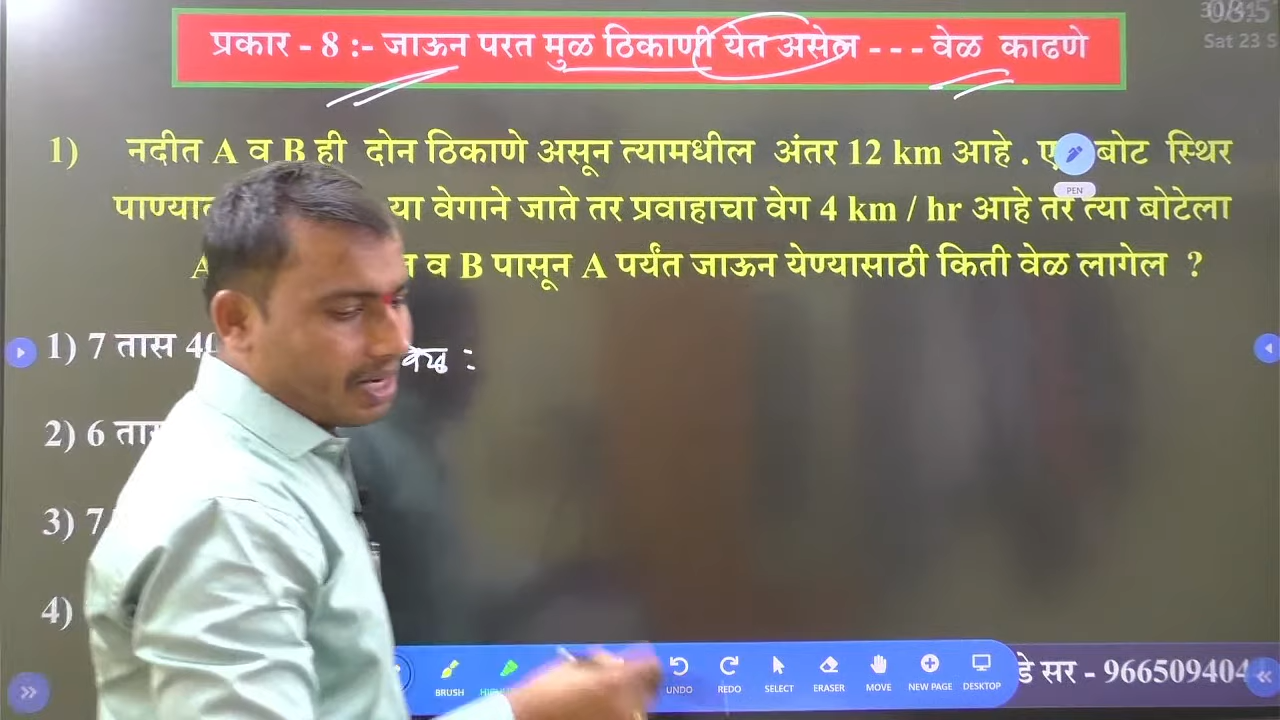 प्रकार - 8 :- जाऊन परत मुळ ठिकाणी येत असेल - - - वेळ काढणे
Sat 23 S
1) नदीत A व B ही दोन ठिकाणे असून त्यामधील अंतर 12 km आहे . बोट स्थिर
या वेगाने जाते तर प्रवाहाचा वेग 4 km / hr आहे तर त्या बोटेला
व B पासून A पर्यंत जाऊन येण्यासाठी किती वेळ लागेल ?
PEN
1) 7 तास
2) 6
3) 7
4)
BRUSH
UNDO
REDO
SELECT
ERASER
MOVE
NEW PAGE
DESKTOP
सर - 966509404